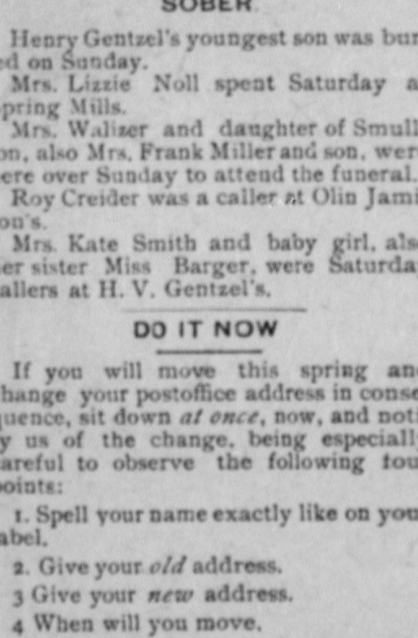 SOBER.
Henry Gentzel's youngest son was bur
ed on Sunday.
Mrs. Lizzie Noll spent Saturday a
pring Mills.
Mrs. Walizer and daughter of Smull
on, also Mrs. Frank Miller and son, wer
ere over Sunday to attend the funeral.
Roy Creider was a caller at Olin Jami
on's.
Mrs. Kate Smith and baby girl, als
er sister Miss Barger, were Saturda
allers at H. V. Gentzel's.
DO IT NOW
If you will move this spring an
hange your postoffice address in conse
quence, sit down at once, now, and noti
y us of the change, being especiall
areful to observe the following fou
points:
1. Spell your name exactly like on you
abel.
2. Give your old address.
3 Give your new address.
4 When will you move.